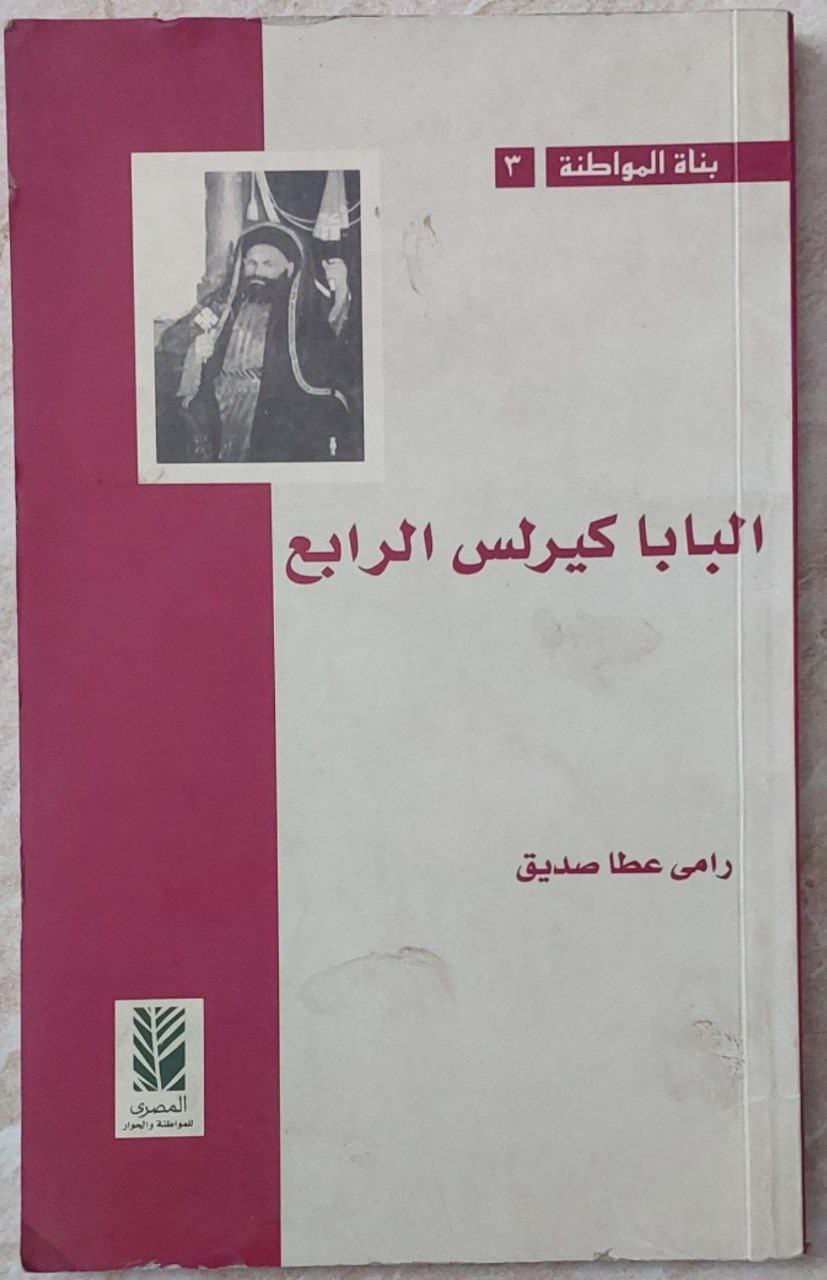 بناة المواطنة ٣
البابا كيرلس الرابع
رامى عطا صديق
المصرى
للمواطنة والحوار